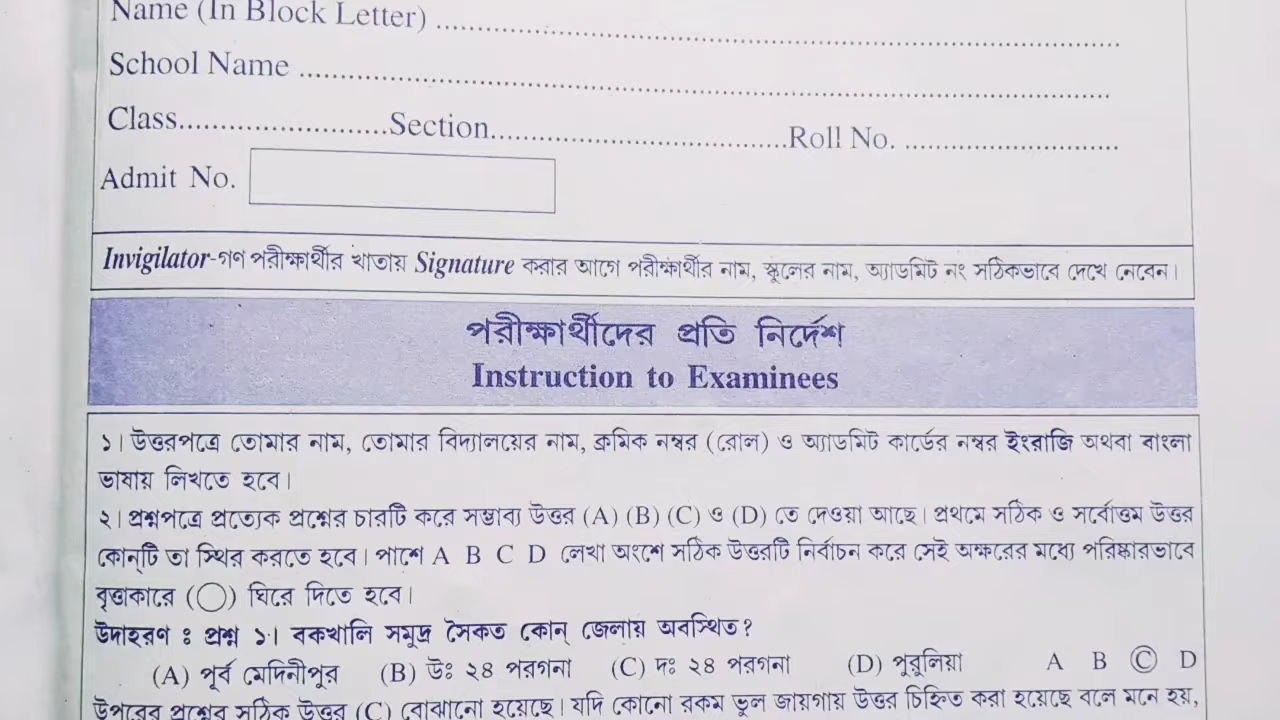 Name (In Block Letter) ........................................................................
School Name ........................................................................
Class........................Section..................................Roll No. ........................
Admit No.
Invigilator-গণ পরীক্ষার্থীর খাতায় Signature করার আগে পরীক্ষার্থীর নাম, স্কুলের নাম, অ্যাডমিট নং সঠিকভাবে দেখে নেবেন।
পরীক্ষার্থীদের প্রতি নির্দেশ
Instruction to Examinees
১। উত্তরপত্রে তোমার নাম, তোমার বিদ্যালয়ের নাম, ক্রমিক নম্বর (রোল) ও অ্যাডমিট কার্ডের নম্বর ইংরাজি অথবা বাংলা
ভাষায় লিখতে হবে।
২। প্রশ্নপত্রে প্রত্যেক প্রশ্নের চারটি করে সম্ভাব্য উত্তর (A) (B) (C) ও (D) তে দেওয়া আছে। প্রথমে সঠিক ও সর্বোত্তম উত্তর
কোন্‌টি তা স্থির করতে হবে। পাশে A B C D লেখা অংশে সঠিক উত্তরটি নির্বাচন করে সেই অক্ষরের মধ্যে পরিষ্কারভাবে
বৃত্তাকারে (◯) ঘিরে দিতে হবে।
উদাহরণ : প্রশ্ন ১। বকখালি সমুদ্র সৈকত কোন্ জেলায় অবস্থিত?
(A) পূর্ব মেদিনীপুর (B) উঃ ২৪ পরগনা (C) দঃ ২৪ পরগনা (D) পুরুলিয়া A B Ⓒ D
উপরের প্রশ্নের সঠিক উত্তর (C) বোঝানো হয়েছে। যদি কোনো রকম ভুল জায়গায় উত্তর চিহ্নিত করা হয়েছে বলে মনে হয়,